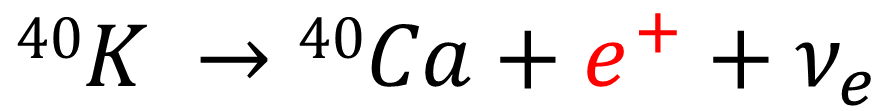 ⁴⁰K → ⁴⁰Ca + e⁺ + νₑ